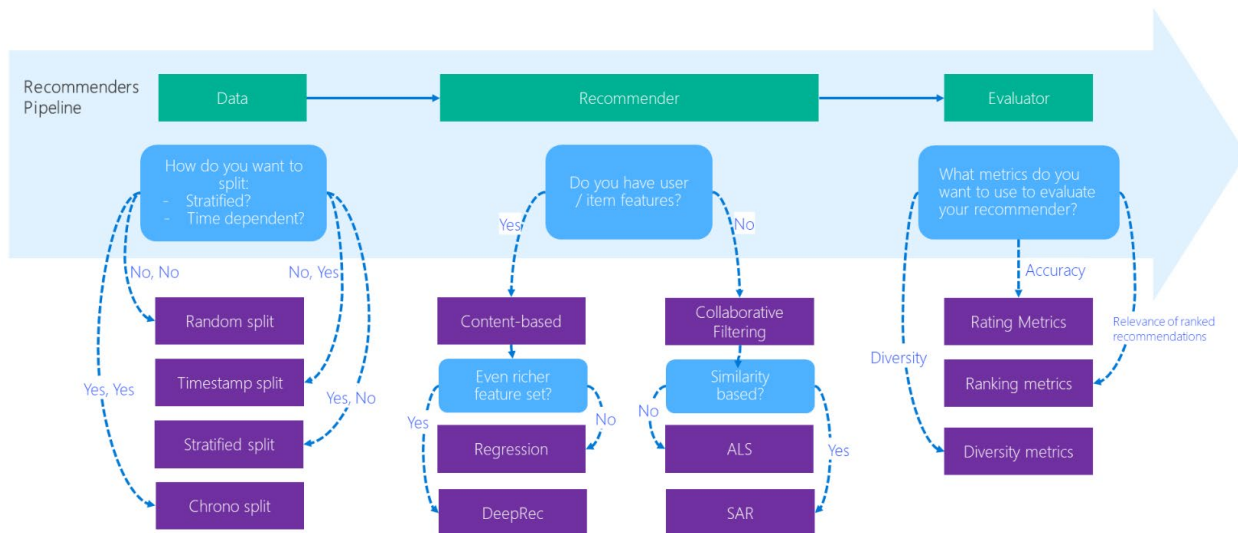 Recommenders
Pipeline
Data
Recommender
Evaluator
How do you want to
split:
- Stratified?
- Time dependent?
Do you have user
/ item features?
What metrics do you
want to use to evaluate
your recommender?
Yes
No
No, No
No, Yes
Accuracy
Random split
Content-based
Collaborative
Filtering
Rating Metrics
Relevance of ranked
recommendations
Diversity
Timestamp split
Yes, Yes
Yes, No
Even richer
feature set?
Similarity
based?
Ranking metrics
Yes
No
No
Yes
Stratified split
Regression
ALS
Diversity metrics
Chrono split
DeepRec
SAR